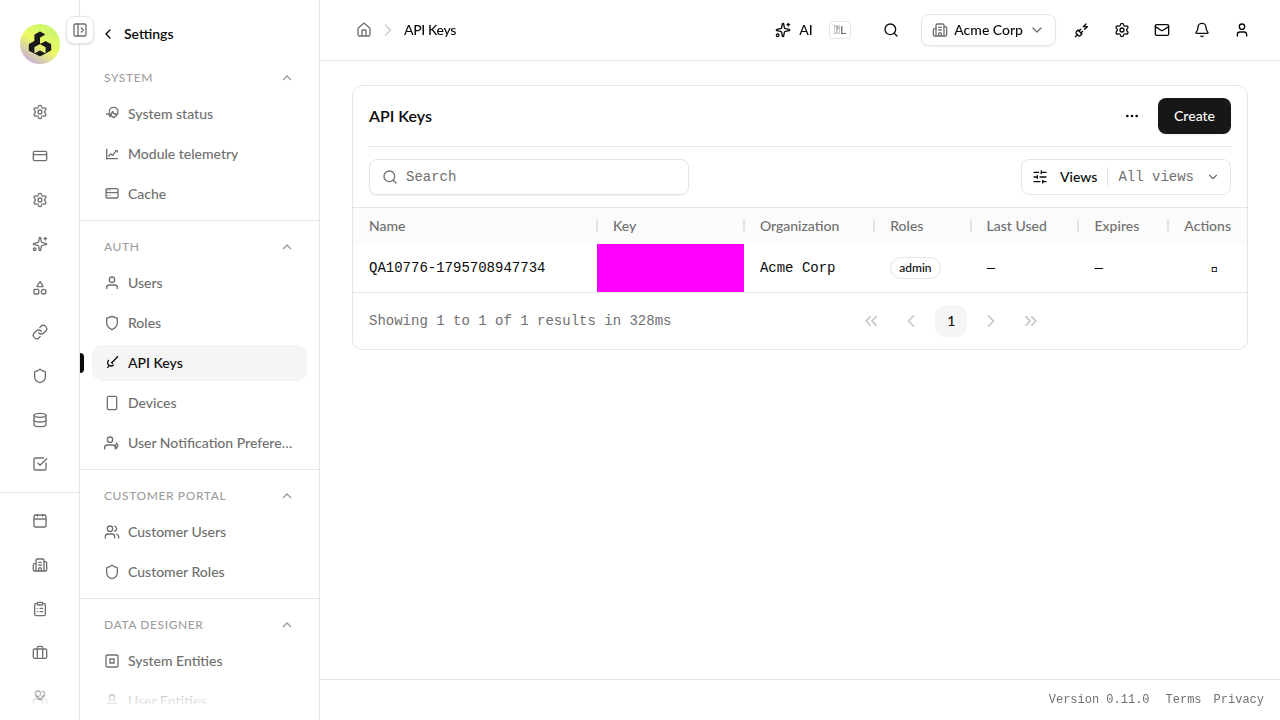 Settings
SYSTEM
System status
Module telemetry
Cache
AUTH
Users
Roles
API Keys
Devices
User Notification Prefere...
CUSTOMER PORTAL
Customer Users
Customer Roles
DATA DESIGNER
System Entities
User Entities
API Keys
AI
L
Acme Corp
API Keys
Create
Search
Views
All views
Name Key Organization Roles Last Used Expires Actions
QA10776-1795708947734 Acme Corp admin — —
Showing 1 to 1 of 1 results in 328ms
1
Version 0.11.0 Terms Privacy